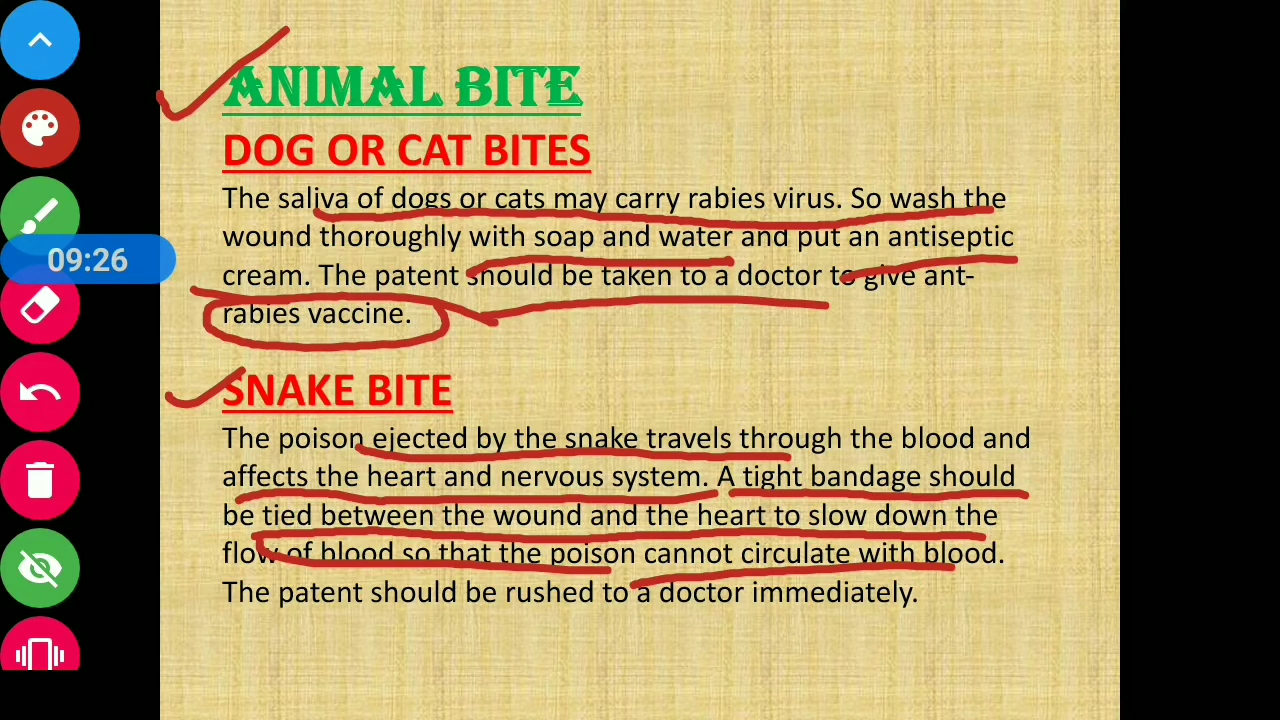 ANIMAL BITE
DOG OR CAT BITES
The saliva of dogs or cats may carry rabies virus. So wash the
wound thoroughly with soap and water and put an antiseptic
cream. The patent should be taken to a doctor to give ant-
rabies vaccine.
SNAKE BITE
The poison ejected by the snake travels through the blood and
affects the heart and nervous system. A tight bandage should
be tied between the wound and the heart to slow down the
flow of blood so that the poison cannot circulate with blood.
The patent should be rushed to a doctor immediately.
09:26